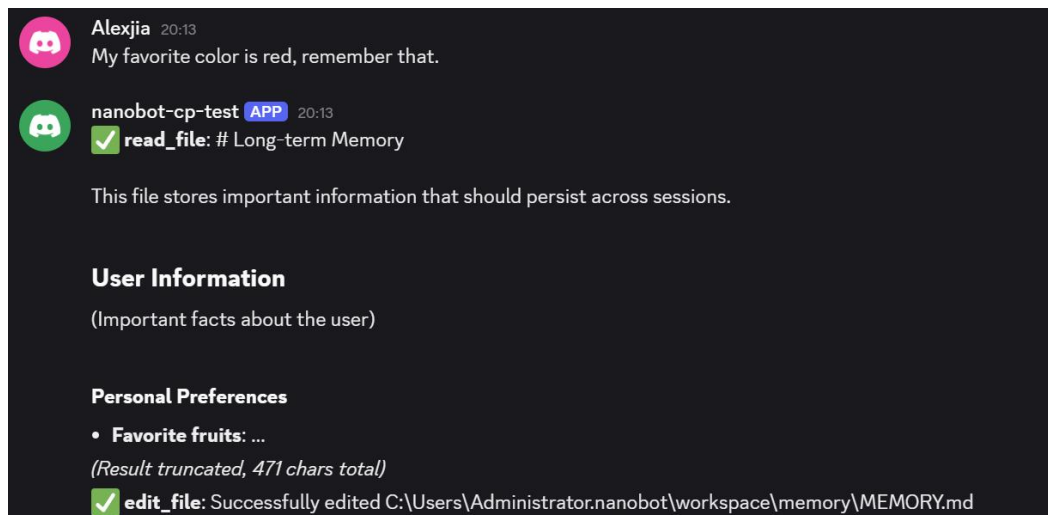 Alexjia 20:13
My favorite color is red, remember that.
nanobot-cp-test APP 20:13
✅ read_file: # Long-term Memory
This file stores important information that should persist across sessions.
User Information
(Important facts about the user)
Personal Preferences
• Favorite fruits: ...
(Result truncated, 471 chars total)
✅ edit_file: Successfully edited C:\Users\Administrator.nanobot\workspace\memory\MEMORY.md